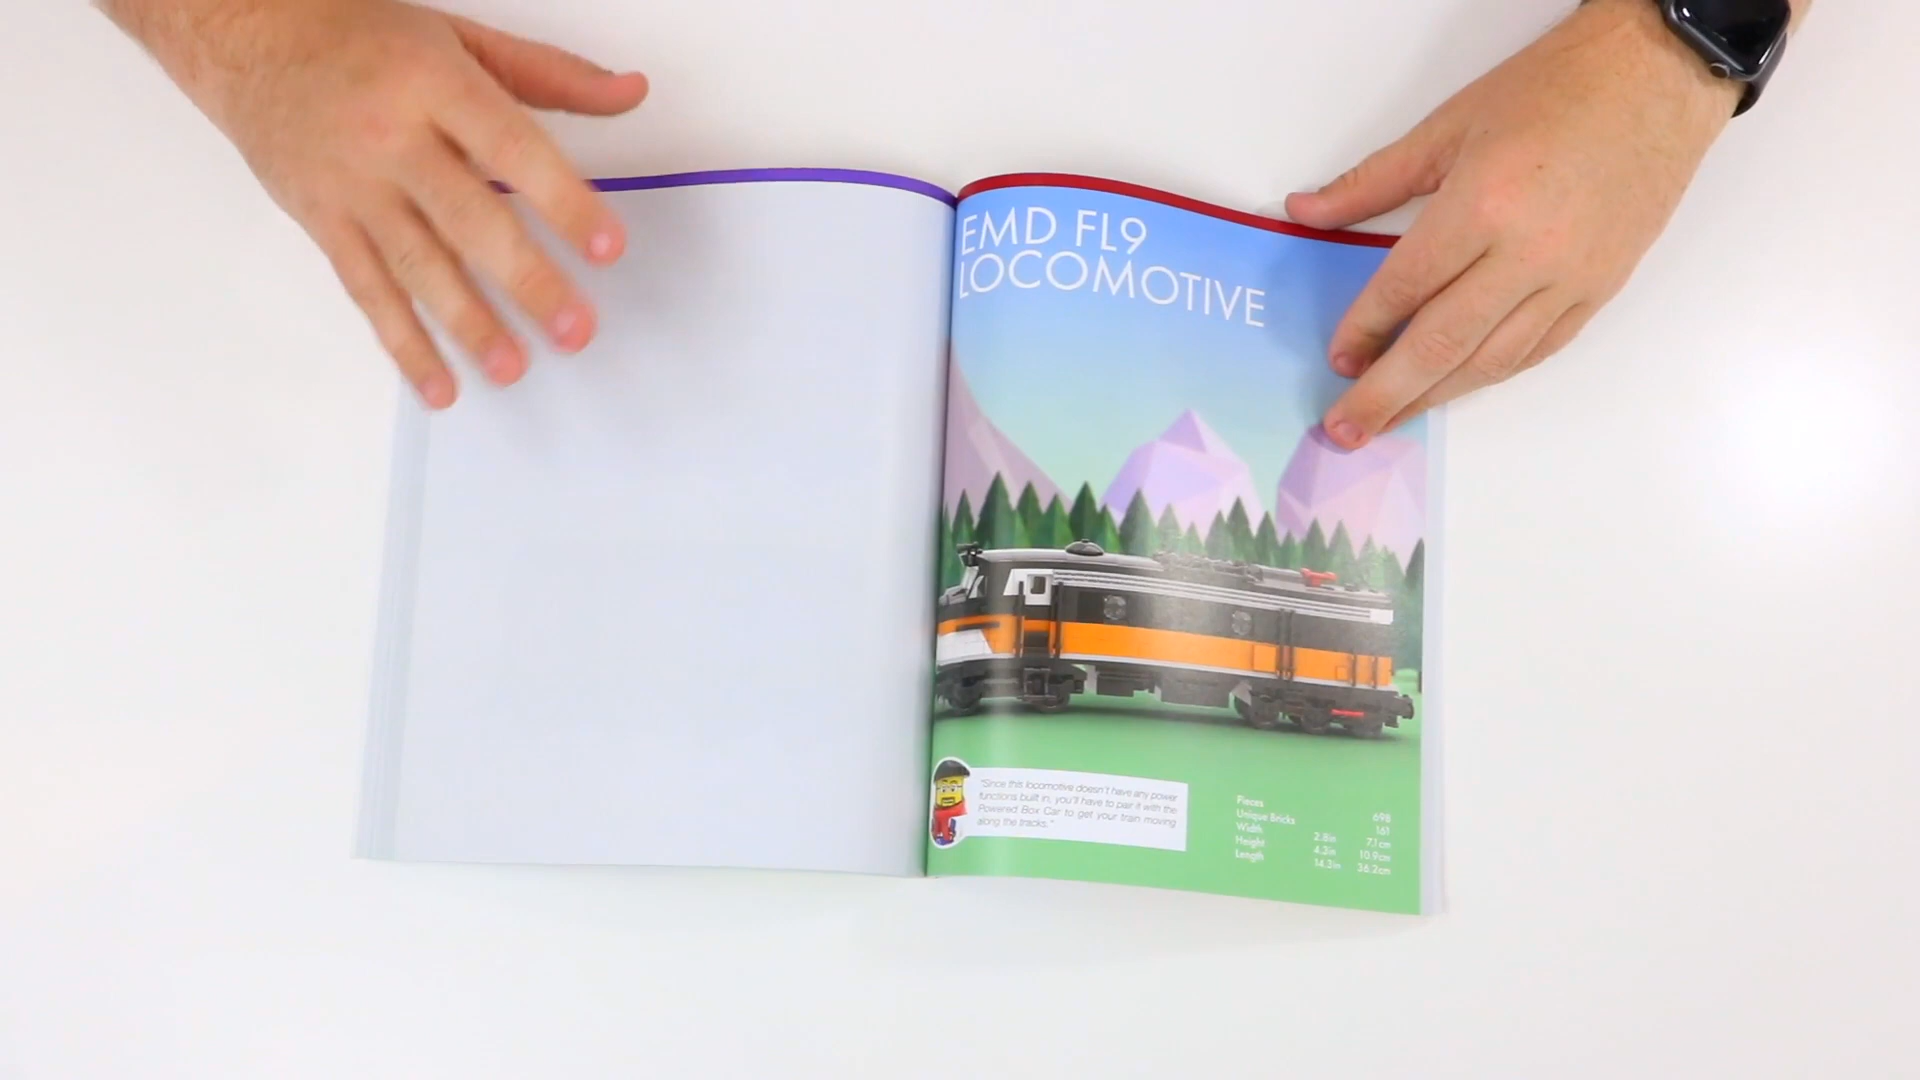 EMD FL9
LOCOMOTIVE
"Since this locomotive doesn't have any power
functions built in, you'll have to pair it with the
Powered Box Car to get your train moving
along the tracks."
Pieces 698
Unique Bricks 161
Width 2.8in 7.1cm
Height 4.3in 10.9cm
Length 14.2in 36.2cm